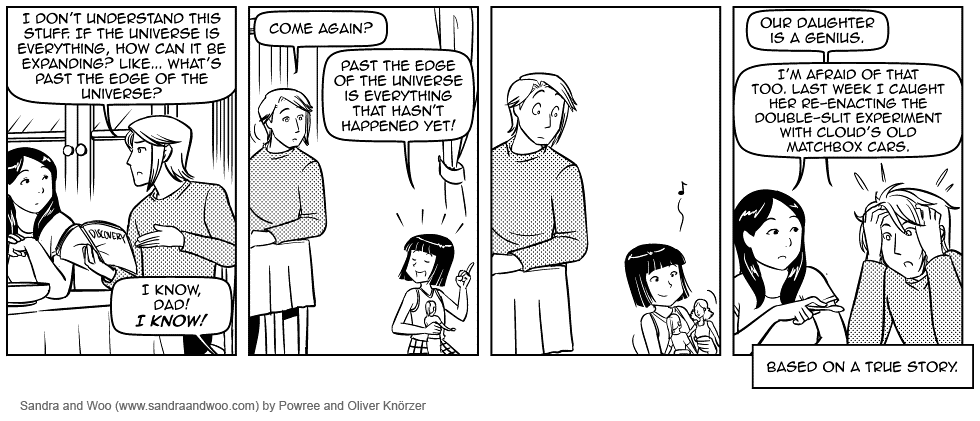 I DON'T UNDERSTAND THIS
STUFF. IF THE UNIVERSE IS
EVERYTHING, HOW CAN IT BE
EXPANDING? LIKE... WHAT'S
PAST THE EDGE OF THE
UNIVERSE?
DISCOVERY
I KNOW,
DAD!
I KNOW!
COME AGAIN?
PAST THE EDGE
OF THE UNIVERSE
IS EVERYTHING
THAT HASN'T
HAPPENED YET!
OUR DAUGHTER
IS A GENIUS.
I'M AFRAID OF THAT
TOO. LAST WEEK I CAUGHT
HER RE-ENACTING THE
DOUBLE-SLIT EXPERIMENT
WITH CLOUD'S OLD
MATCHBOX CARS.
BASED ON A TRUE STORY.
Sandra and Woo (www.sandraandwoo.com) by Powree and Oliver Knörzer